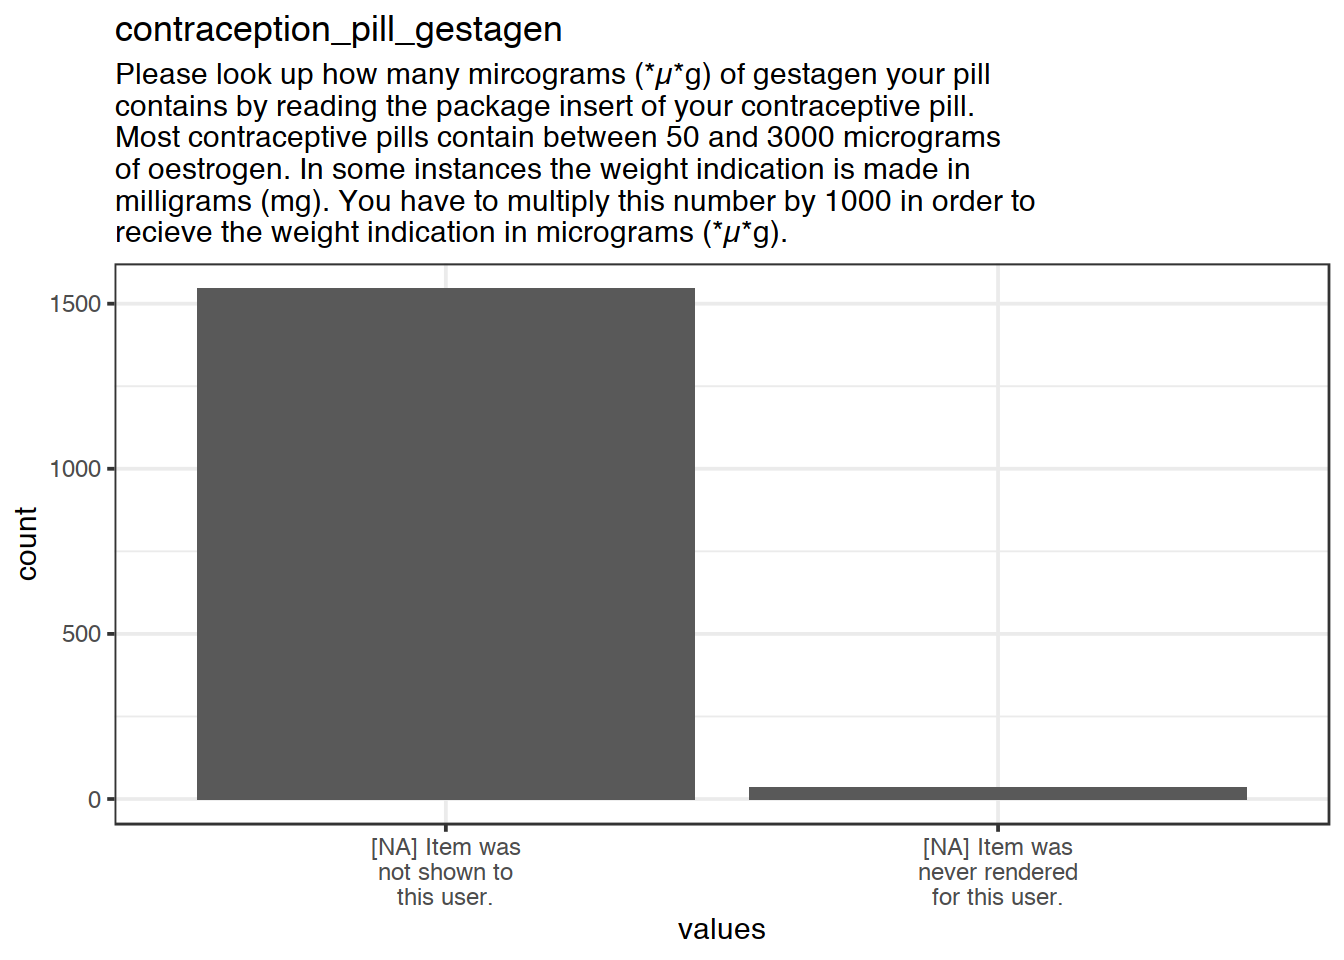 contraception_pill_gestagen
Please look up how many mircograms (*µ*g) of gestagen your pill
contains by reading the package insert of your contraceptive pill.
Most contraceptive pills contain between 50 and 3000 micrograms
of oestrogen. In some instances the weight indication is made in
milligrams (mg). You have to multiply this number by 1000 in order to
recieve the weight indication in micrograms (*µ*g).
1500
1000
500
0
count
[NA] Item was
not shown to
this user.
[NA] Item was
never rendered
for this user.
values